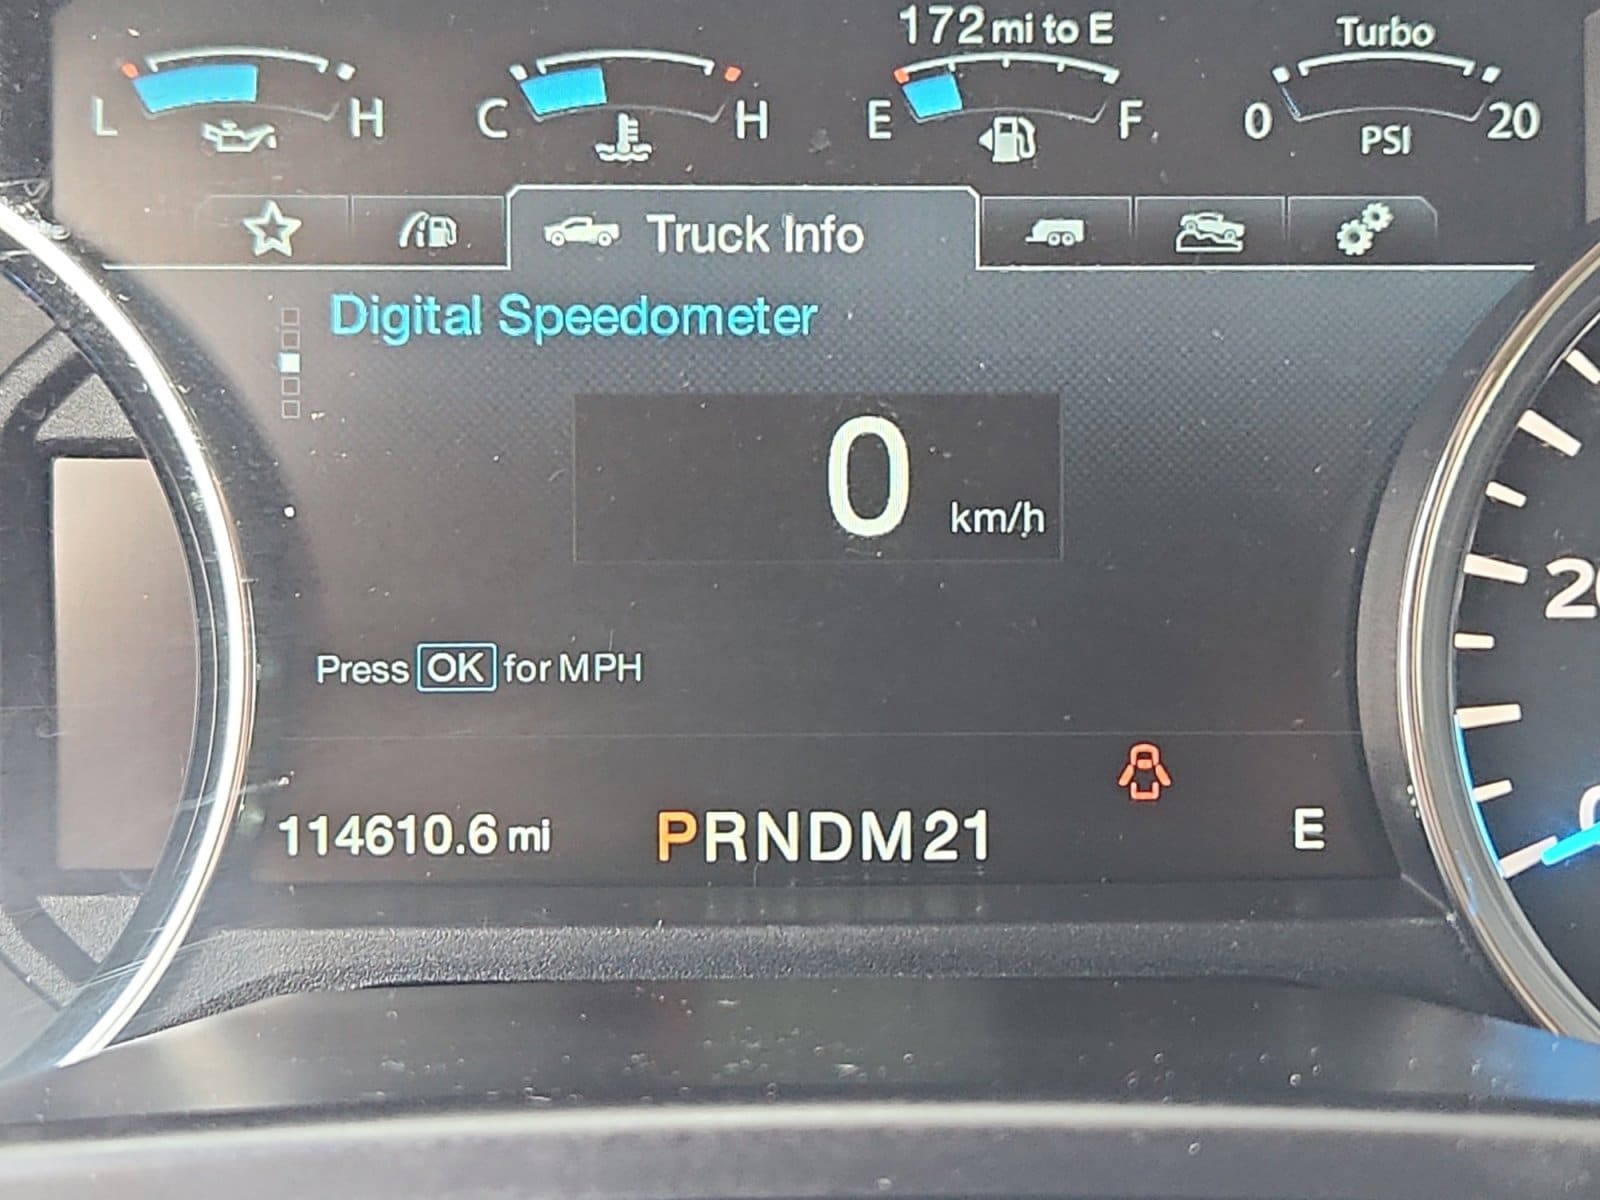 172 mi to E
Turbo
L H C H E F 0 20
PSI
Truck Info
Digital Speedometer
0 km/h
Press OK for MPH
114610.6 mi PRNDM21 E